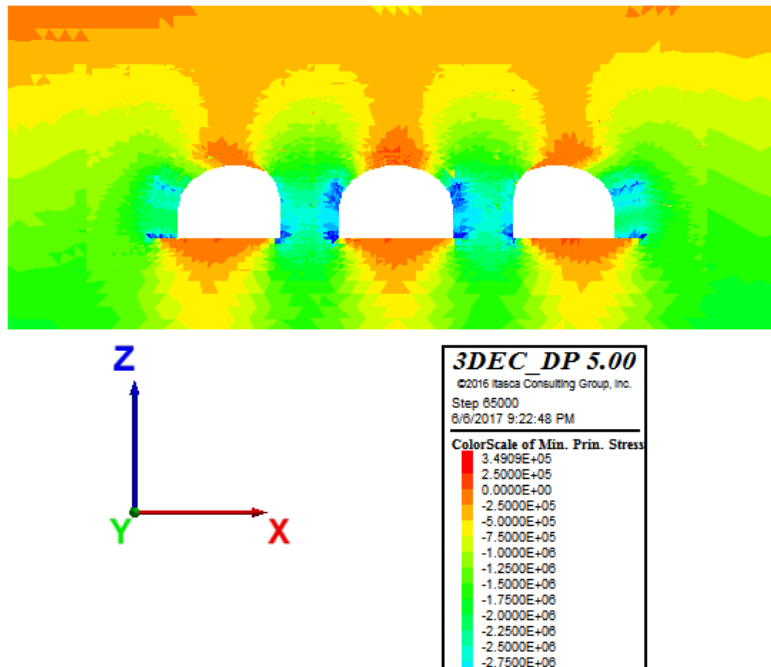 Z
Y
X
3DEC_DP 5.00
©2016 Itasca Consulting Group, Inc.
Step 65000
6/6/2017 9:22:48 PM
ColorScale of Min. Prin. Stress
3.4909E+05
2.5000E+05
0.0000E+00
-2.5000E+05
-5.0000E+05
-7.5000E+05
-1.0000E+06
-1.2500E+06
-1.5000E+06
-1.7500E+06
-2.0000E+06
-2.2500E+06
-2.5000E+06
-2.7500E+06